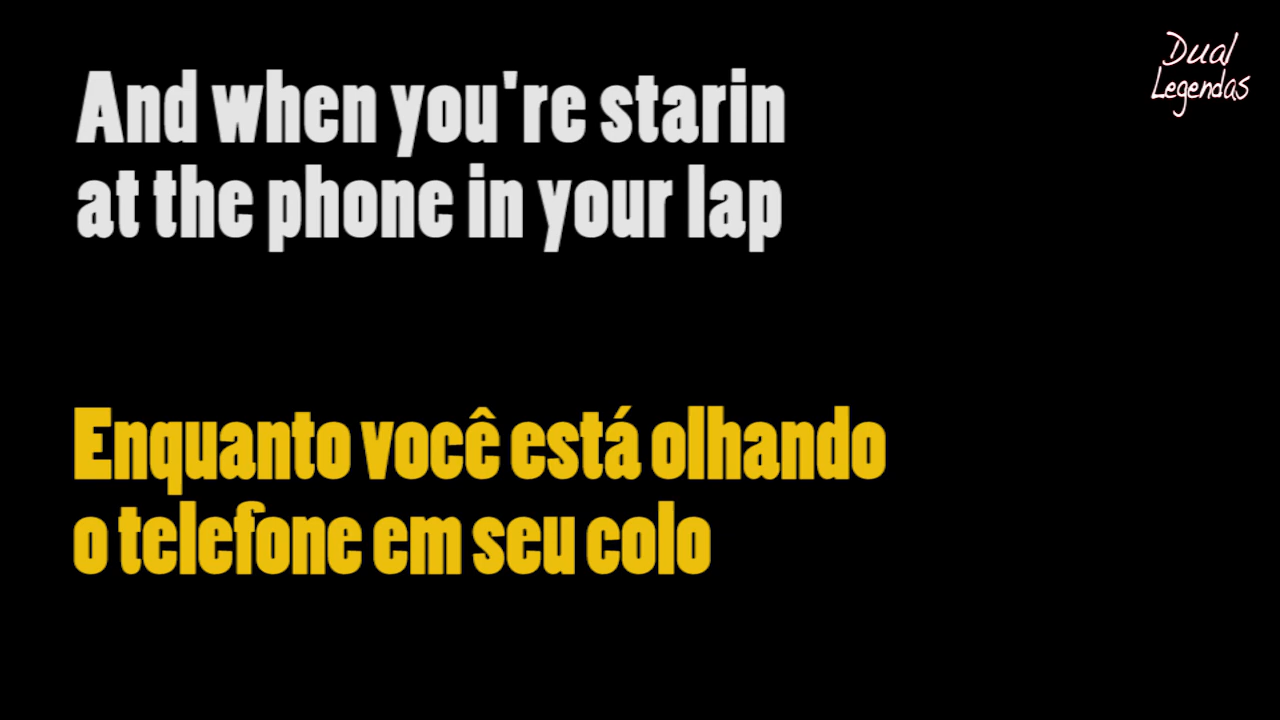 Dual
Legendas
And when you're starin
at the phone in your lap
Enquanto você está olhando
o telefone em seu colo